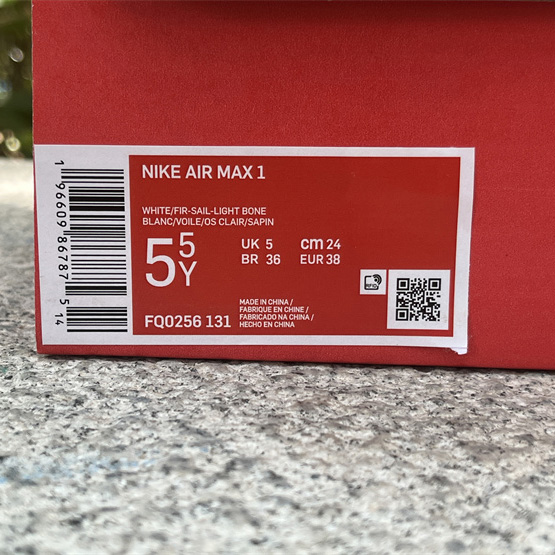 NIKE AIR MAX 1
WHITE/FIR-SAIL-LIGHT BONE
BLANC/VOILE/OS CLAIR/SAPIN
5 5Y
UK 5 cm 24
BR 36 EUR 38
FQ0256 131
MADE IN CHINA /
FABRIQUE EN CHINE /
FABRICADO NA CHINA /
HECHO EN CHINA
RFID
1 96609 86787 5 14